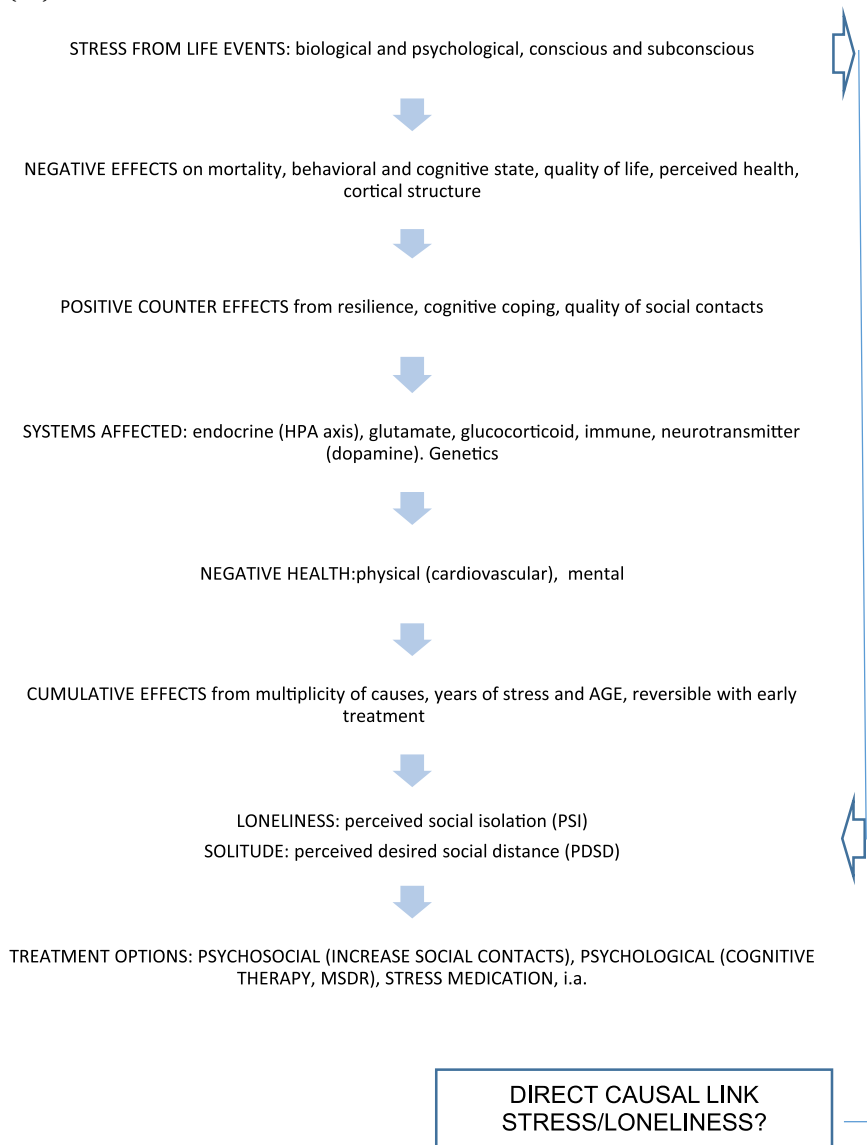 STRESS FROM LIFE EVENTS: biological and psychological, conscious and subconscious
NEGATIVE EFFECTS on mortality, behavioral and cognitive state, quality of life, perceived health,
cortical structure
POSITIVE COUNTER EFFECTS from resilience, cognitive coping, quality of social contacts
SYSTEMS AFFECTED: endocrine (HPA axis), glutamate, glucocorticoid, immune, neurotransmitter
(dopamine). Genetics
NEGATIVE HEALTH:physical (cardiovascular), mental
CUMULATIVE EFFECTS from multiplicity of causes, years of stress and AGE, reversible with early
treatment
LONELINESS: perceived social isolation (PSI)
SOLITUDE: perceived desired social distance (PDSD)
TREATMENT OPTIONS: PSYCHOSOCIAL (INCREASE SOCIAL CONTACTS), PSYCHOLOGICAL (COGNITIVE
THERAPY, MSDR), STRESS MEDICATION, i.a.
DIRECT CAUSAL LINK
STRESS/LONELINESS?